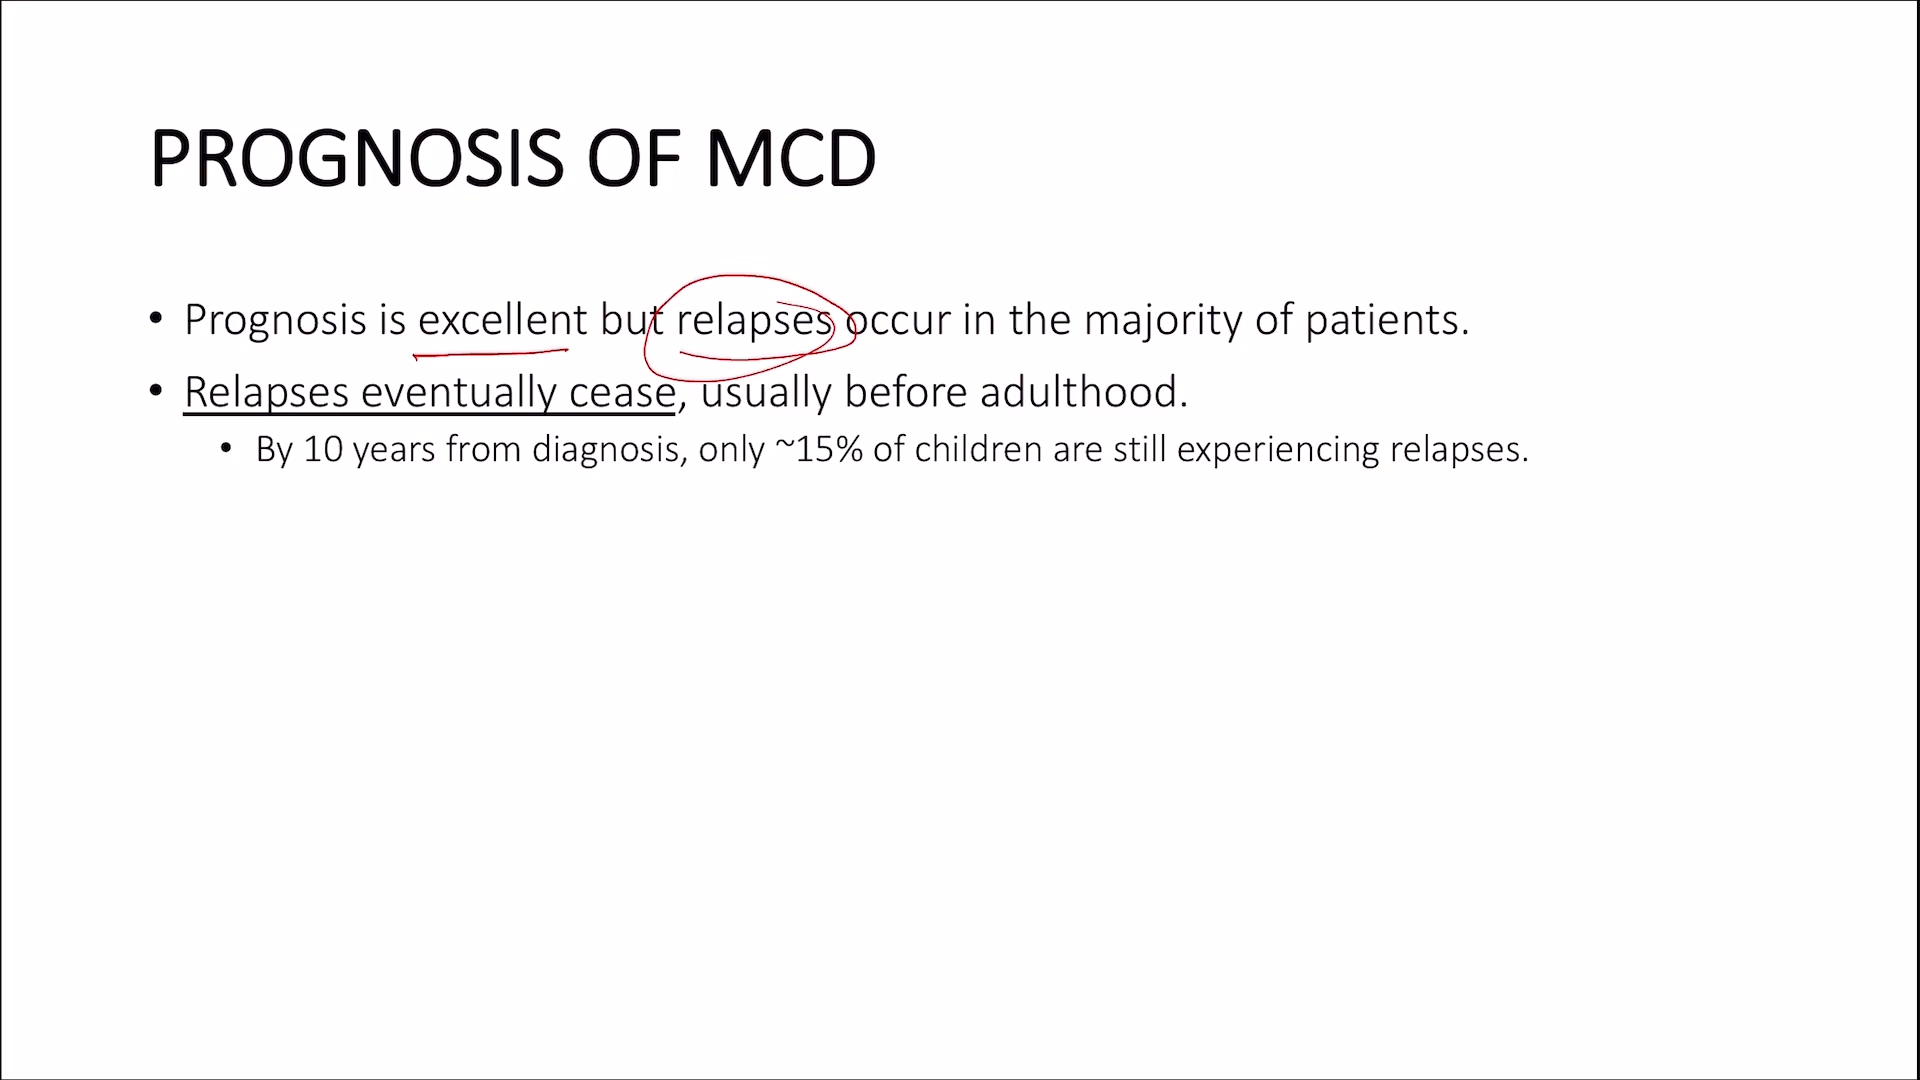 PROGNOSIS OF MCD
• Prognosis is excellent but relapses occur in the majority of patients.
• Relapses eventually cease, usually before adulthood.
• By 10 years from diagnosis, only ~15% of children are still experiencing relapses.